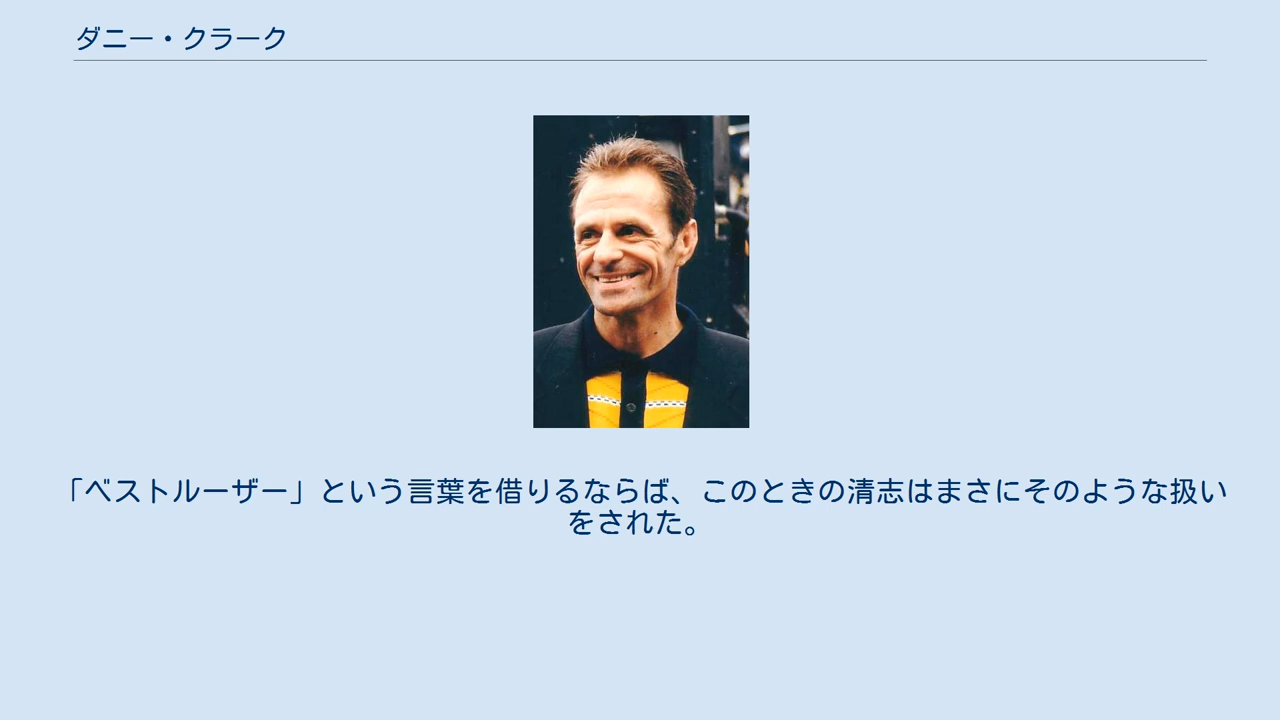 ダニー・クラーク
「ベストルーザー」という言葉を借りるならば、このときの清志はまさにそのような扱い
をされた。